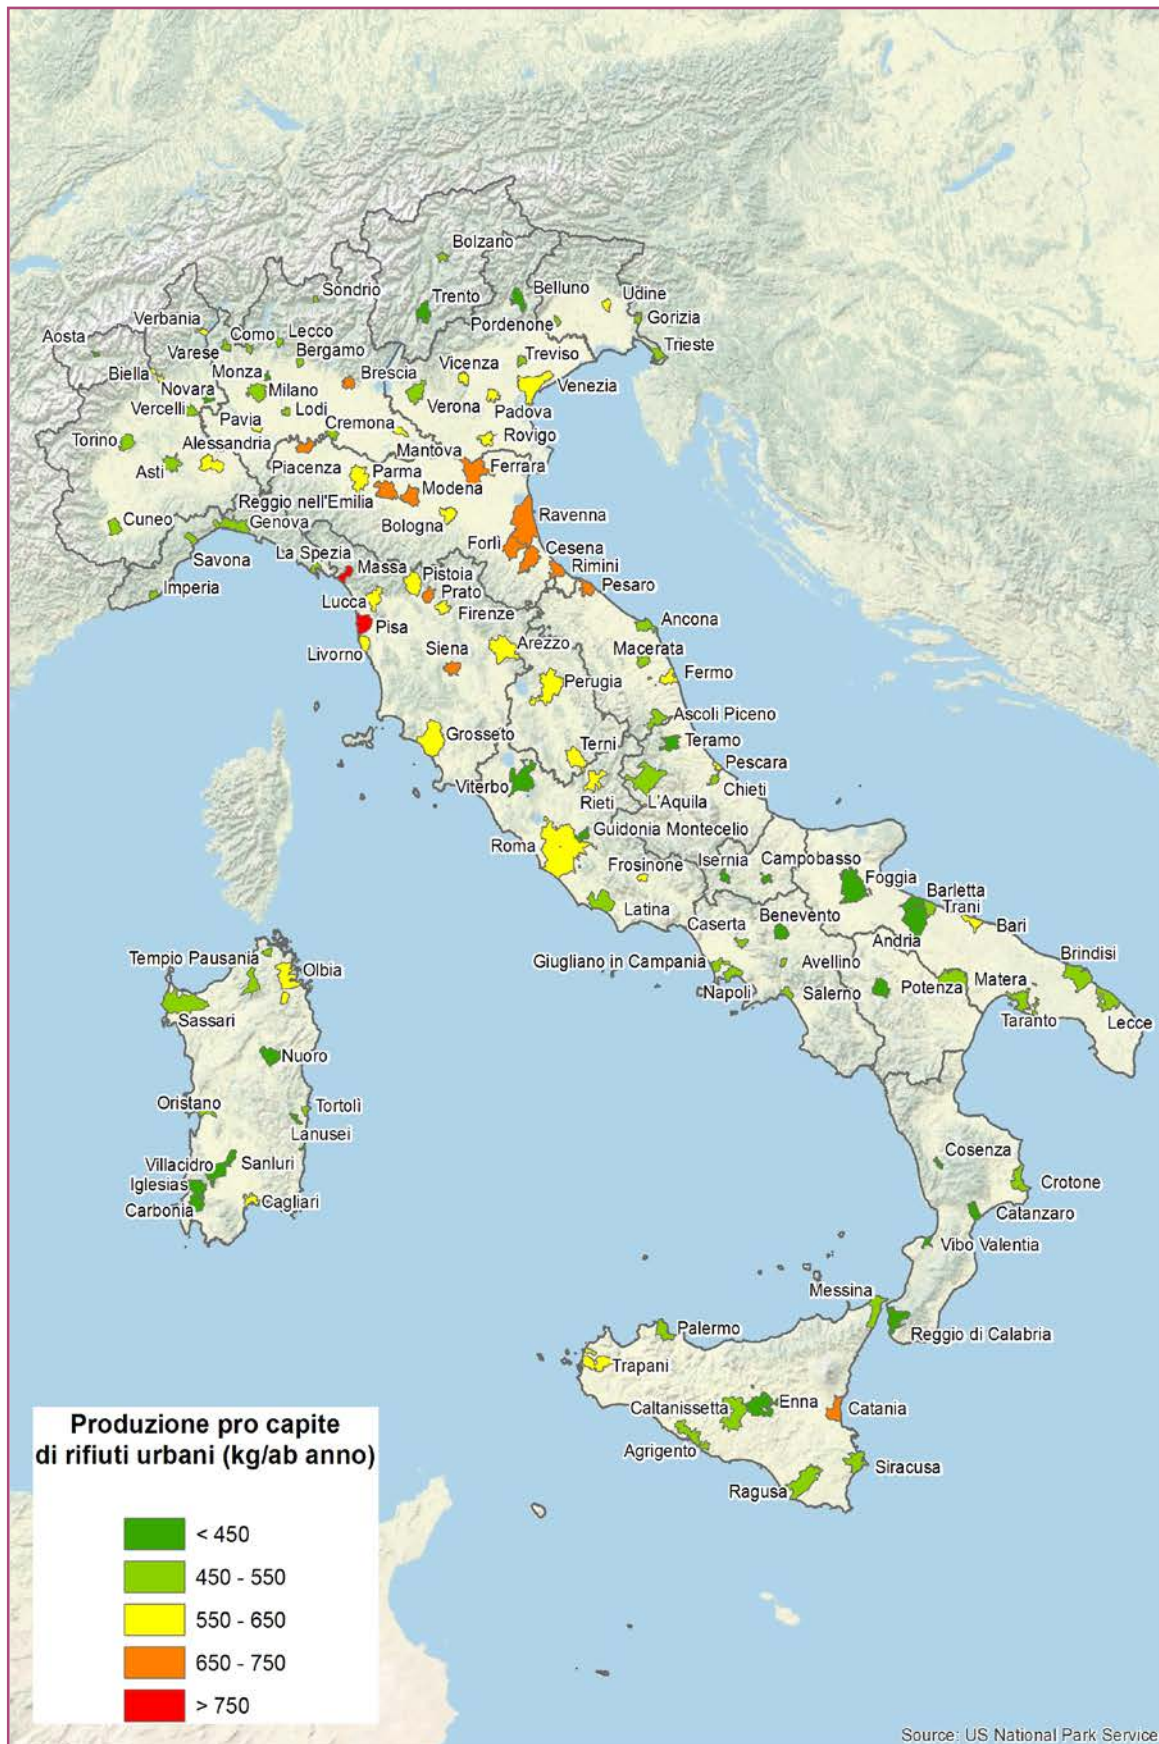 Bolzano
Sondrio
Trento
Belluno
Udine
Verbania
Pordenone
Gorizia
Aosta
Como
Lecco
Varese
Bergamo
Vicenza
Treviso
Trieste
Biella
Monza
Brescia
Venezia
Novara
Milano
Vercelli
Lodi
Verona
Padova
Pavia
Cremona
Rovigo
Torino
Alessandria
Mantova
Asti
Piacenza
Parma
Ferrara
Reggio nell'Emilia
Modena
Cuneo
Genova
Bologna
Ravenna
Savona
La Spezia
Forlì
Cesena
Massa
Pistoia
Rimini
Imperia
Prato
Pesaro
Lucca
Firenze
Pisa
Ancona
Siena
Arezzo
Livorno
Macerata
Fermo
Perugia
Ascoli Piceno
Grosseto
Terni
Teramo
Pescara
Viterbo
Chieti
Rieti
L'Aquila
Guidonia Montecelio
Roma
Frosinone
Isernia
Campobasso
Foggia
Barletta
Latina
Trani
Caserta
Benevento
Bari
Andria
Tempio Pausania
Olbia
Giugliano in Campania
Avellino
Brindisi
Napoli
Salerno
Potenza
Matera
Sassari
Taranto
Lecce
Nuoro
Oristano
Tortolì
Lanusei
Villacidro
Sanluri
Cosenza
Iglesias
Crotone
Carbonia
Cagliari
Catanzaro
Vibo Valentia
Messina
Palermo
Reggio di Calabria
Trapani
Caltanissetta
Enna
Catania
Agrigento
Siracusa
Ragusa
Produzione pro capite
di rifiuti urbani (kg/ab anno)
< 450
450 - 550
550 - 650
650 - 750
> 750
Source: US National Park Service